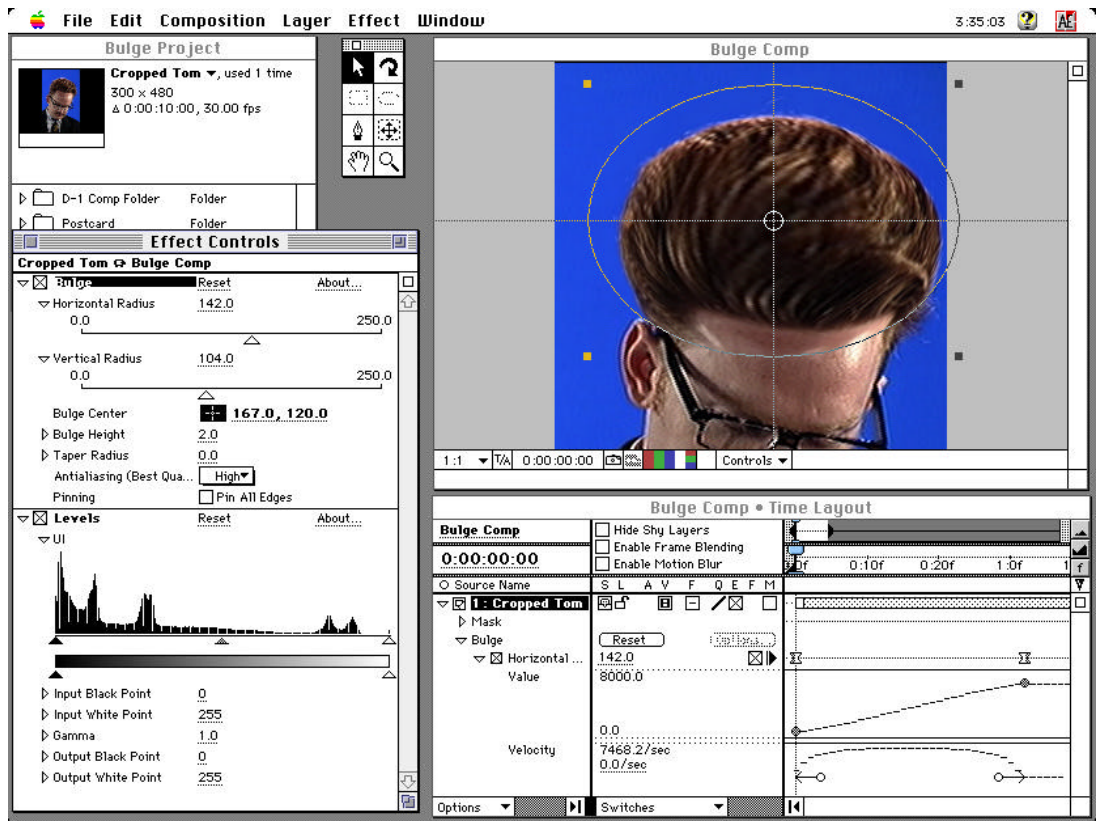 File Edit Composition Layer Effect Window 3:35:03
Bulge Project
Cropped Tom ▼, used 1 time
300 x 480
Δ 0:00:10:00, 30.00 fps
D-1 Comp Folder Folder
Postcard Folder
Effect Controls
Cropped Tom Bulge Comp
Bulge Reset About...
Horizontal Radius 142.0
0.0 250.0
Vertical Radius 104.0
0.0 250.0
Bulge Center 167.0, 120.0
Bulge Height 2.0
Taper Radius 0.0
Antialiasing (Best Qua... High▼
Pinning Pin All Edges
Levels Reset About...
UI
Input Black Point 0
Input White Point 255
Gamma 1.0
Output Black Point 0
Output White Point 255
Bulge Comp
1:1 ▼ T/A 0:00:00:00 Controls ▼
Bulge Comp • Time Layout
Bulge Comp
Hide Shy Layers
Enable Frame Blending
0:00:00:00
Enable Motion Blur
0:10f 0:20f 1:0f
f
Source Name S L A V F Q E F M
1: Cropped Tom
Mask
Bulge Reset Options...
Horizontal ... 142.0
Value 8000.0
0.0
Velocity 7468.2/sec
0.0/sec
Options ▼ Switches ▼